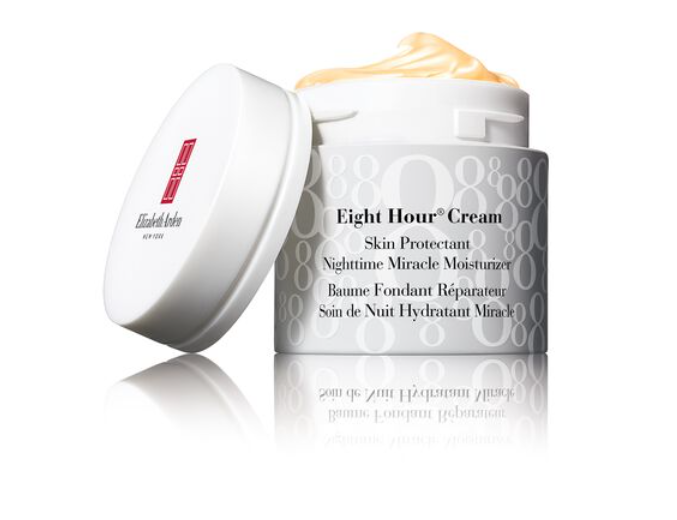 Elizabeth Arden
NEW YORK
Eight Hour® Cream
Skin Protectant
Nighttime Miracle Moisturizer
Baume Fondant Réparateur
Soin de Nuit Hydratant Miracle